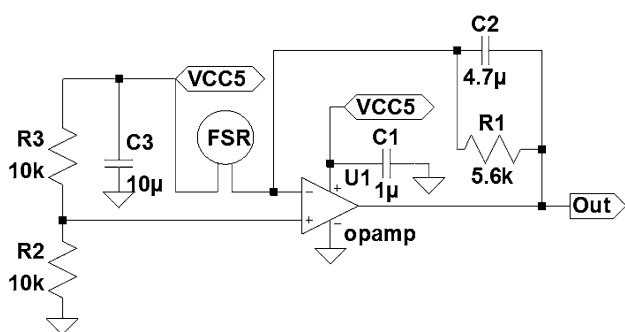 C2
4.7µ
VCC5
VCC5
R3
10k
C3
10µ
FSR
C1
1µ
R1
5.6k
U1
−
+
+
−
opamp
Out
R2
10k